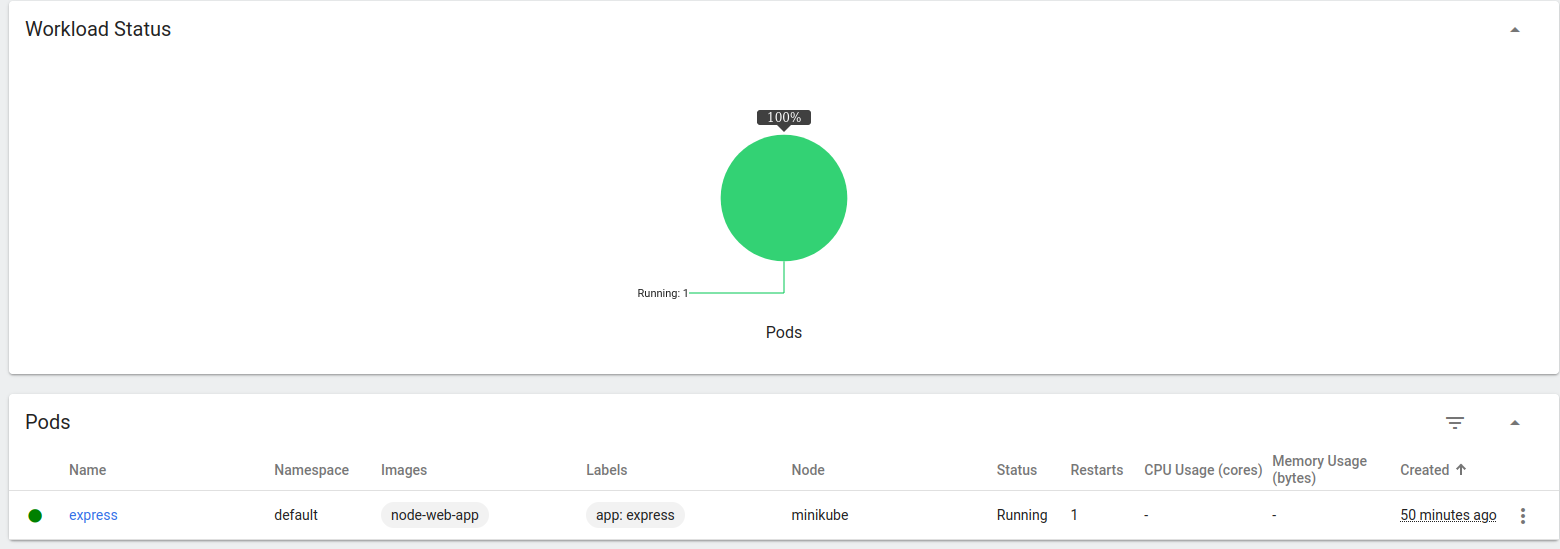 Workload Status
100%
Running: 1
Pods
Pods
Name Namespace Images Labels Node Status Restarts CPU Usage (cores) Memory Usage (bytes) Created
express default node-web-app app: express minikube Running 1 - - 50 minutes ago